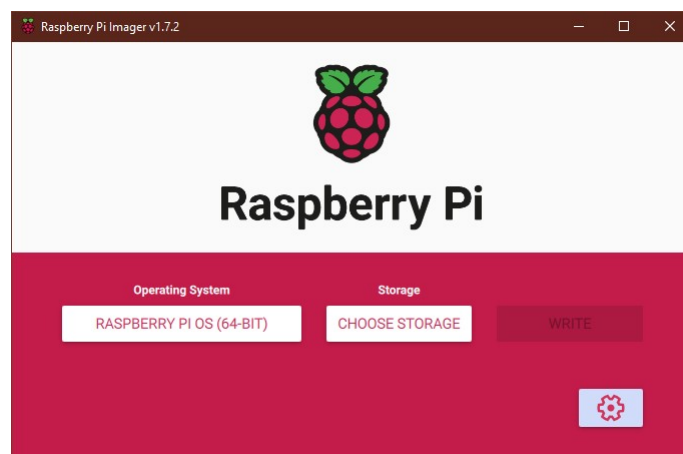 Raspberry Pi Imager v1.7.2
Raspberry Pi
Operating System
Storage
RASPBERRY PI OS (64-BIT)
CHOOSE STORAGE
WRITE